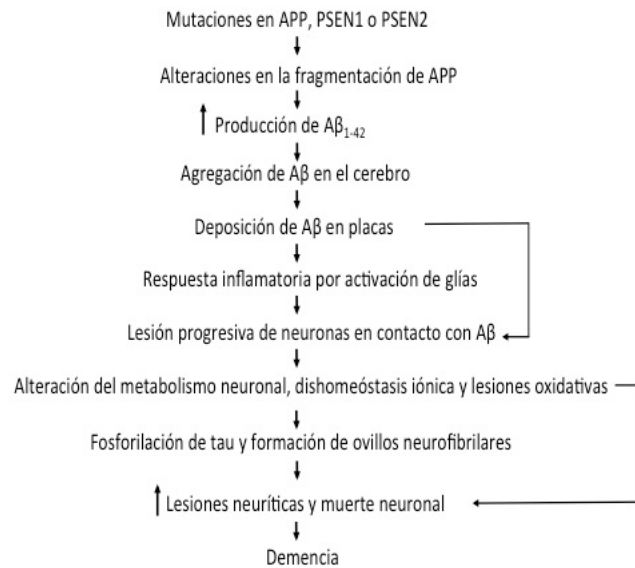 Mutaciones en APP, PSEN1 o PSEN2
Alteraciones en la fragmentación de APP
Producción de Aβ1-42
Agregación de Aβ en el cerebro
Deposición de Aβ en placas
Respuesta inflamatoria por activación de glías
Lesión progresiva de neuronas en contacto con Aβ
Alteración del metabolismo neuronal, dishomeóstasis iónica y lesiones oxidativas
Fosforilación de tau y formación de ovillos neurofibrilares
Lesiones neuríticas y muerte neuronal
Demencia